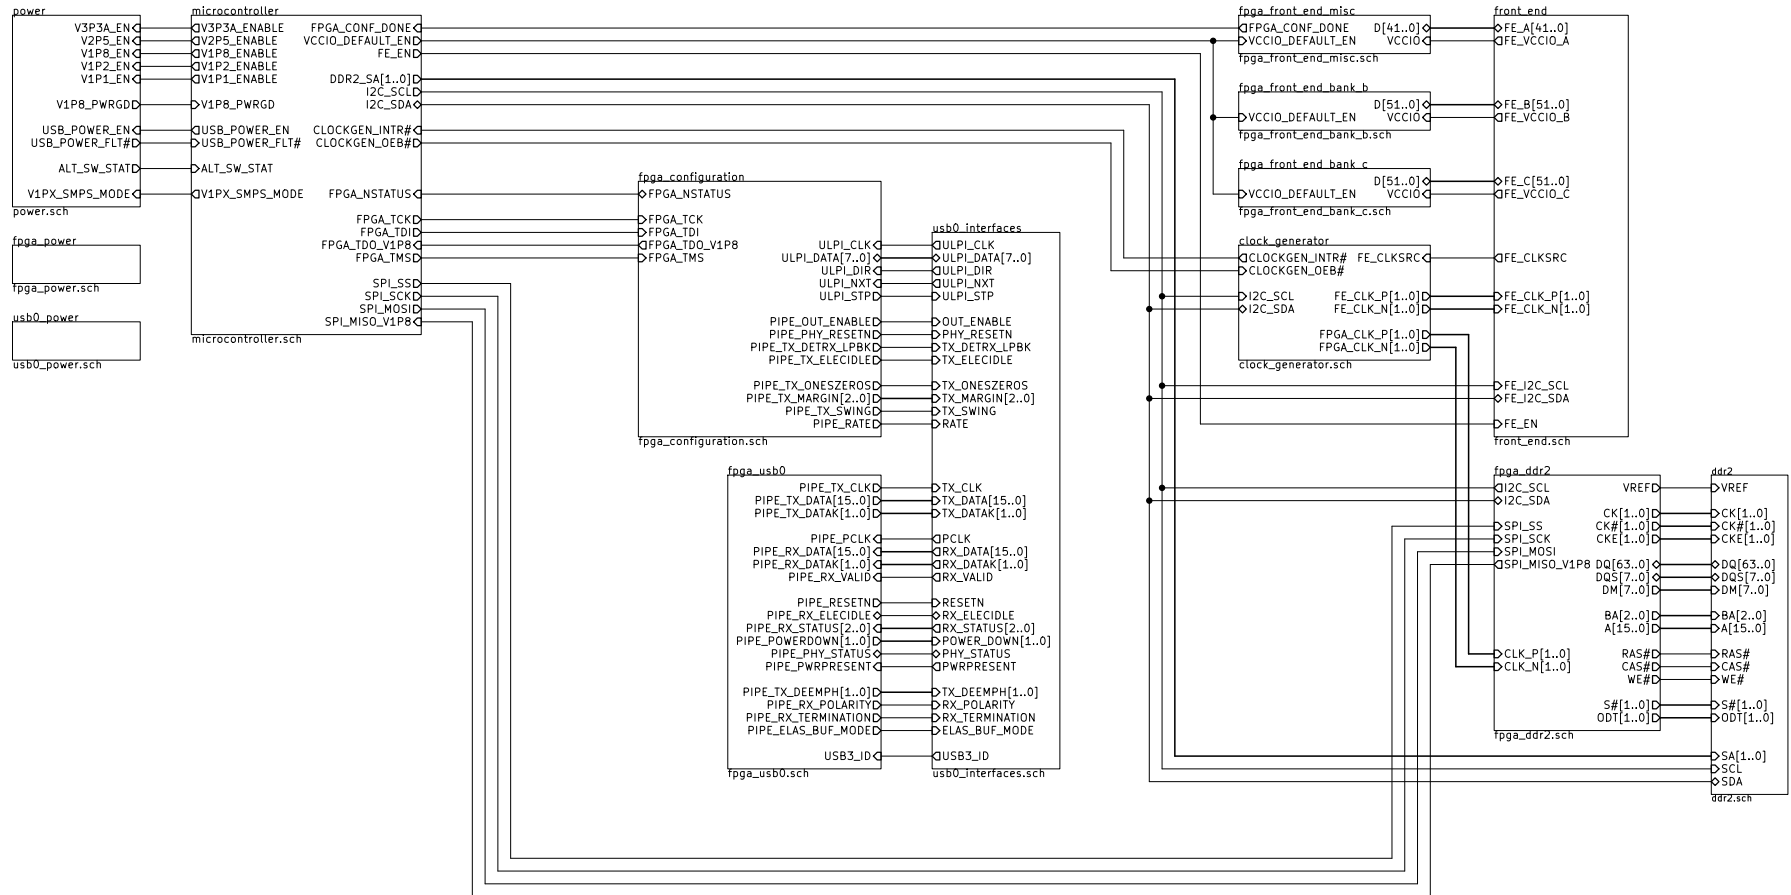 power
V3P3A_EN
V2P5_EN
V1P8_EN
V1P2_EN
V1P1_EN
V1P8_PWRGD
USB_POWER_EN
USB_POWER_FLT#
ALT_SW_STAT
V1PX_SMPS_MODE
power.sch
fpga_power
fpga_power.sch
usb0_power
usb0_power.sch
microcontroller
V3P3A_ENABLE
V2P5_ENABLE
V1P8_ENABLE
V1P2_ENABLE
V1P1_ENABLE
V1P8_PWRGD
USB_POWER_EN
USB_POWER_FLT#
ALT_SW_STAT
V1PX_SMPS_MODE
FPGA_CONF_DONE
VCCIO_DEFAULT_EN
FE_EN
DDR2_SA[1..0]
I2C_SCL
I2C_SDA
CLOCKGEN_INTR#
CLOCKGEN_OEB#
FPGA_NSTATUS
FPGA_TCK
FPGA_TDI
FPGA_TDO_V1P8
FPGA_TMS
SPI_SS
SPI_SCK
SPI_MOSI
SPI_MISO_V1P8
microcontroller.sch
fpga_configuration
FPGA_NSTATUS
FPGA_TCK
FPGA_TDI
FPGA_TDO_V1P8
FPGA_TMS
ULPI_CLK
ULPI_DATA[7..0]
ULPI_DIR
ULPI_NXT
ULPI_STP
PIPE_OUT_ENABLE
PIPE_PHY_RESETN
PIPE_TX_DETRX_LPBK
PIPE_TX_ELECIDLE
PIPE_TX_ONESZEROS
PIPE_TX_MARGIN[2..0]
PIPE_TX_SWING
PIPE_RATE
fpga_configuration.sch
fpga_usb0
PIPE_TX_CLK
PIPE_TX_DATA[15..0]
PIPE_TX_DATAK[1..0]
PIPE_PCLK
PIPE_RX_DATA[15..0]
PIPE_RX_DATAK[1..0]
PIPE_RX_VALID
PIPE_RESETN
PIPE_RX_ELECIDLE
PIPE_RX_STATUS[2..0]
PIPE_POWERDOWN[1..0]
PIPE_PHY_STATUS
PIPE_PWRPRESENT
PIPE_TX_DEEMPH[1..0]
PIPE_RX_POLARITY
PIPE_RX_TERMINATION
PIPE_ELAS_BUF_MODE
USB3_ID
fpga_usb0.sch
usb0_interfaces
ULPI_CLK
ULPI_DATA[7..0]
ULPI_DIR
ULPI_NXT
ULPI_STP
OUT_ENABLE
PHY_RESETN
TX_DETRX_LPBK
TX_ELECIDLE
TX_ONESZEROS
TX_MARGIN[2..0]
TX_SWING
RATE
TX_CLK
TX_DATA[15..0]
TX_DATAK[1..0]
PCLK
RX_DATA[15..0]
RX_DATAK[1..0]
RX_VALID
RESETN
RX_ELECIDLE
RX_STATUS[2..0]
POWER_DOWN[1..0]
PHY_STATUS
PWRPRESENT
TX_DEEMPH[1..0]
RX_POLARITY
RX_TERMINATION
ELAS_BUF_MODE
USB3_ID
usb0_interfaces.sch
fpga_front_end_misc
FPGA_CONF_DONE
VCCIO_DEFAULT_EN
D[41..0]
VCCIO
fpga_front_end_misc.sch
fpga_front_end_bank_b
D[51..0]
VCCIO_DEFAULT_EN
VCCIO
fpga_front_end_bank_b.sch
fpga_front_end_bank_c
D[51..0]
VCCIO_DEFAULT_EN
VCCIO
fpga_front_end_bank_c.sch
clock_generator
CLOCKGEN_INTR#
CLOCKGEN_OEB#
I2C_SCL
I2C_SDA
FE_CLKSRC
FE_CLK_P[1..0]
FE_CLK_N[1..0]
FPGA_CLK_P[1..0]
FPGA_CLK_N[1..0]
clock_generator.sch
front_end
FE_A[41..0]
FE_VCCIO_A
FE_B[51..0]
FE_VCCIO_B
FE_C[51..0]
FE_VCCIO_C
FE_CLKSRC
FE_CLK_P[1..0]
FE_CLK_N[1..0]
FE_I2C_SCL
FE_I2C_SDA
FE_EN
front_end.sch
fpga_ddr2
I2C_SCL
I2C_SDA
SPI_SS
SPI_SCK
SPI_MOSI
SPI_MISO_V1P8
CLK_P[1..0]
CLK_N[1..0]
VREF
CK[1..0]
CK#[1..0]
CKE[1..0]
DQ[63..0]
DQS[7..0]
DM[7..0]
BA[2..0]
A[15..0]
RAS#
CAS#
WE#
S#[1..0]
ODT[1..0]
fpga_ddr2.sch
ddr2
VREF
CK[1..0]
CK#[1..0]
CKE[1..0]
DQ[63..0]
DQS[7..0]
DM[7..0]
BA[2..0]
A[15..0]
RAS#
CAS#
WE#
S#[1..0]
ODT[1..0]
SA[1..0]
SCL
SDA
ddr2.sch